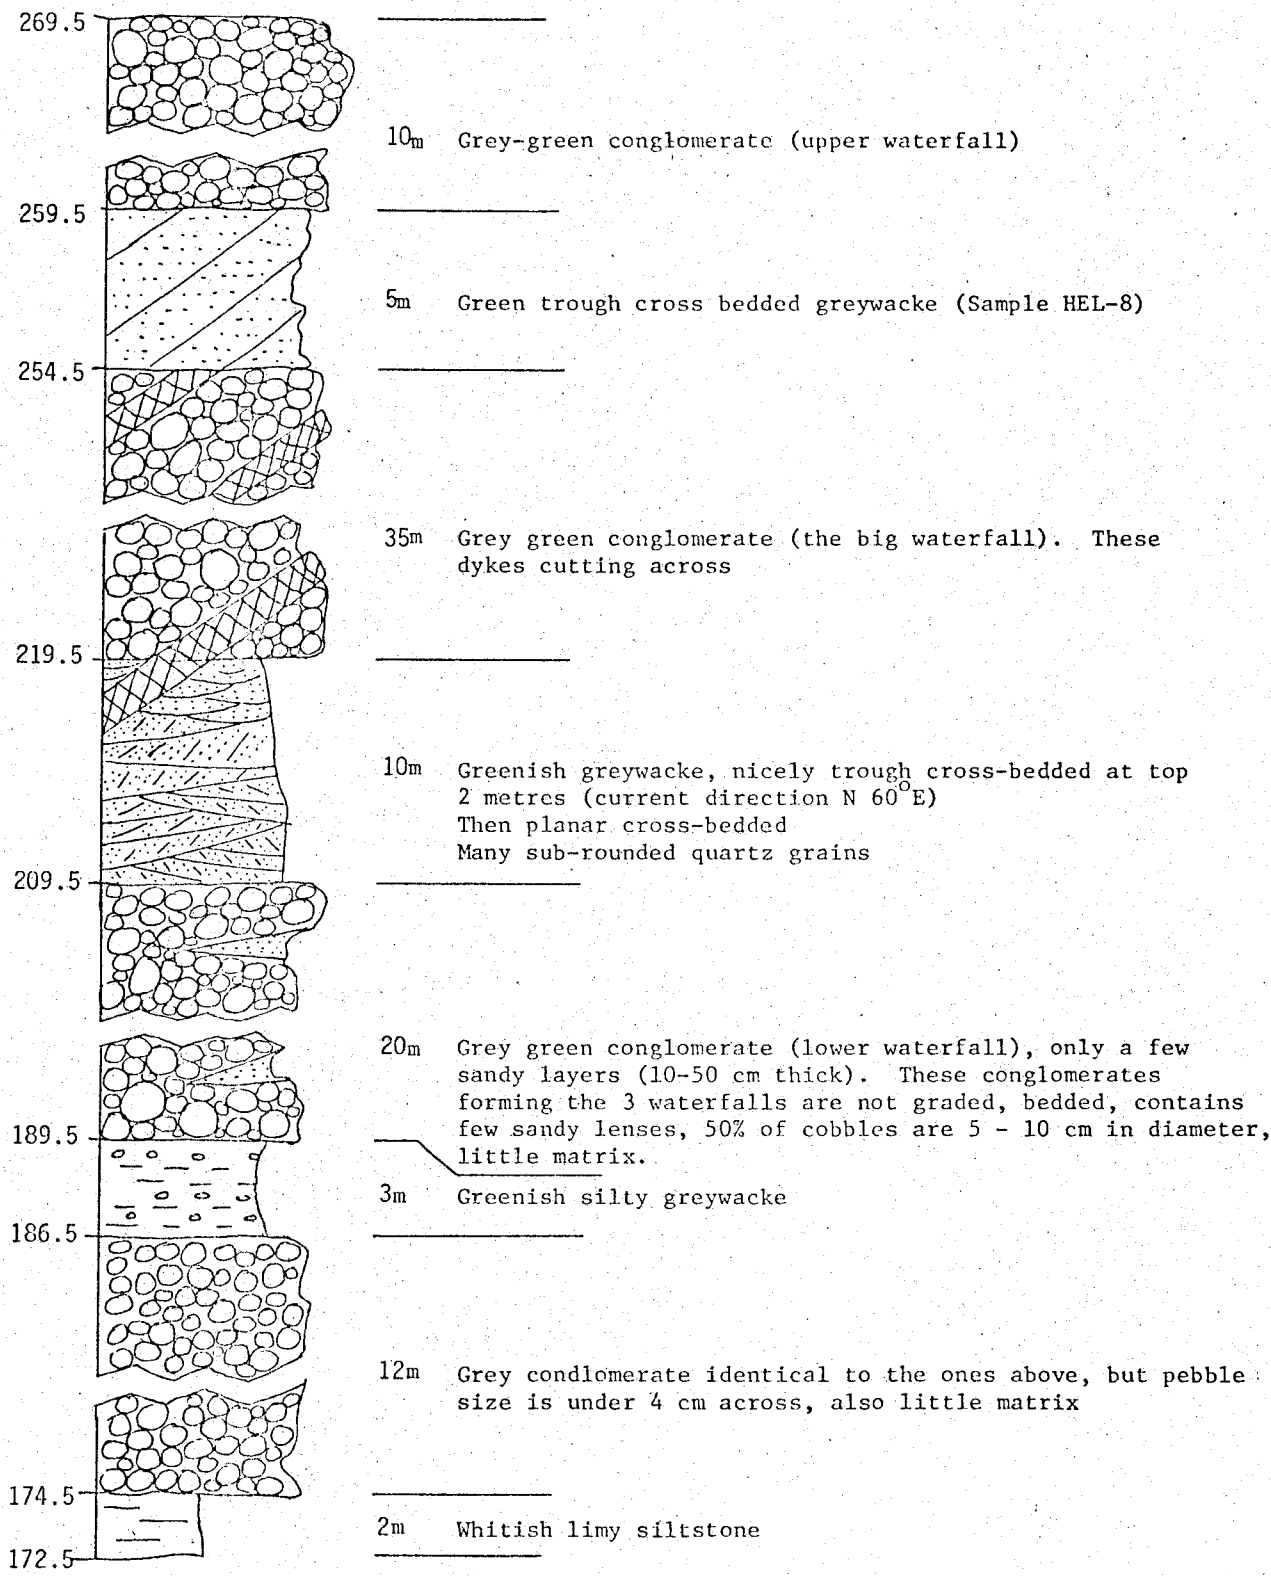 269.5
10m Grey-green conglomerate (upper waterfall)
259.5
5m Green trough cross bedded greywacke (Sample HEL-8)
254.5
35m Grey green conglomerate (the big waterfall). These
dykes cutting across
219.5
10m Greenish greywacke, nicely trough cross-bedded at top
2 metres (current direction N 60°E)
Then planar cross-bedded
Many sub-rounded quartz grains
209.5
20m Grey green conglomerate (lower waterfall), only a few
sandy layers (10-50 cm thick). These conglomerates
forming the 3 waterfalls are not graded, bedded, contains
189.5 few sandy lenses, 50% of cobbles are 5 - 10 cm in diameter,
little matrix.
3m Greenish silty greywacke
186.5
12m Grey condlomerate identical to the ones above, but pebble
size is under 4 cm across, also little matrix
174.5
2m Whitish limy siltstone
172.5